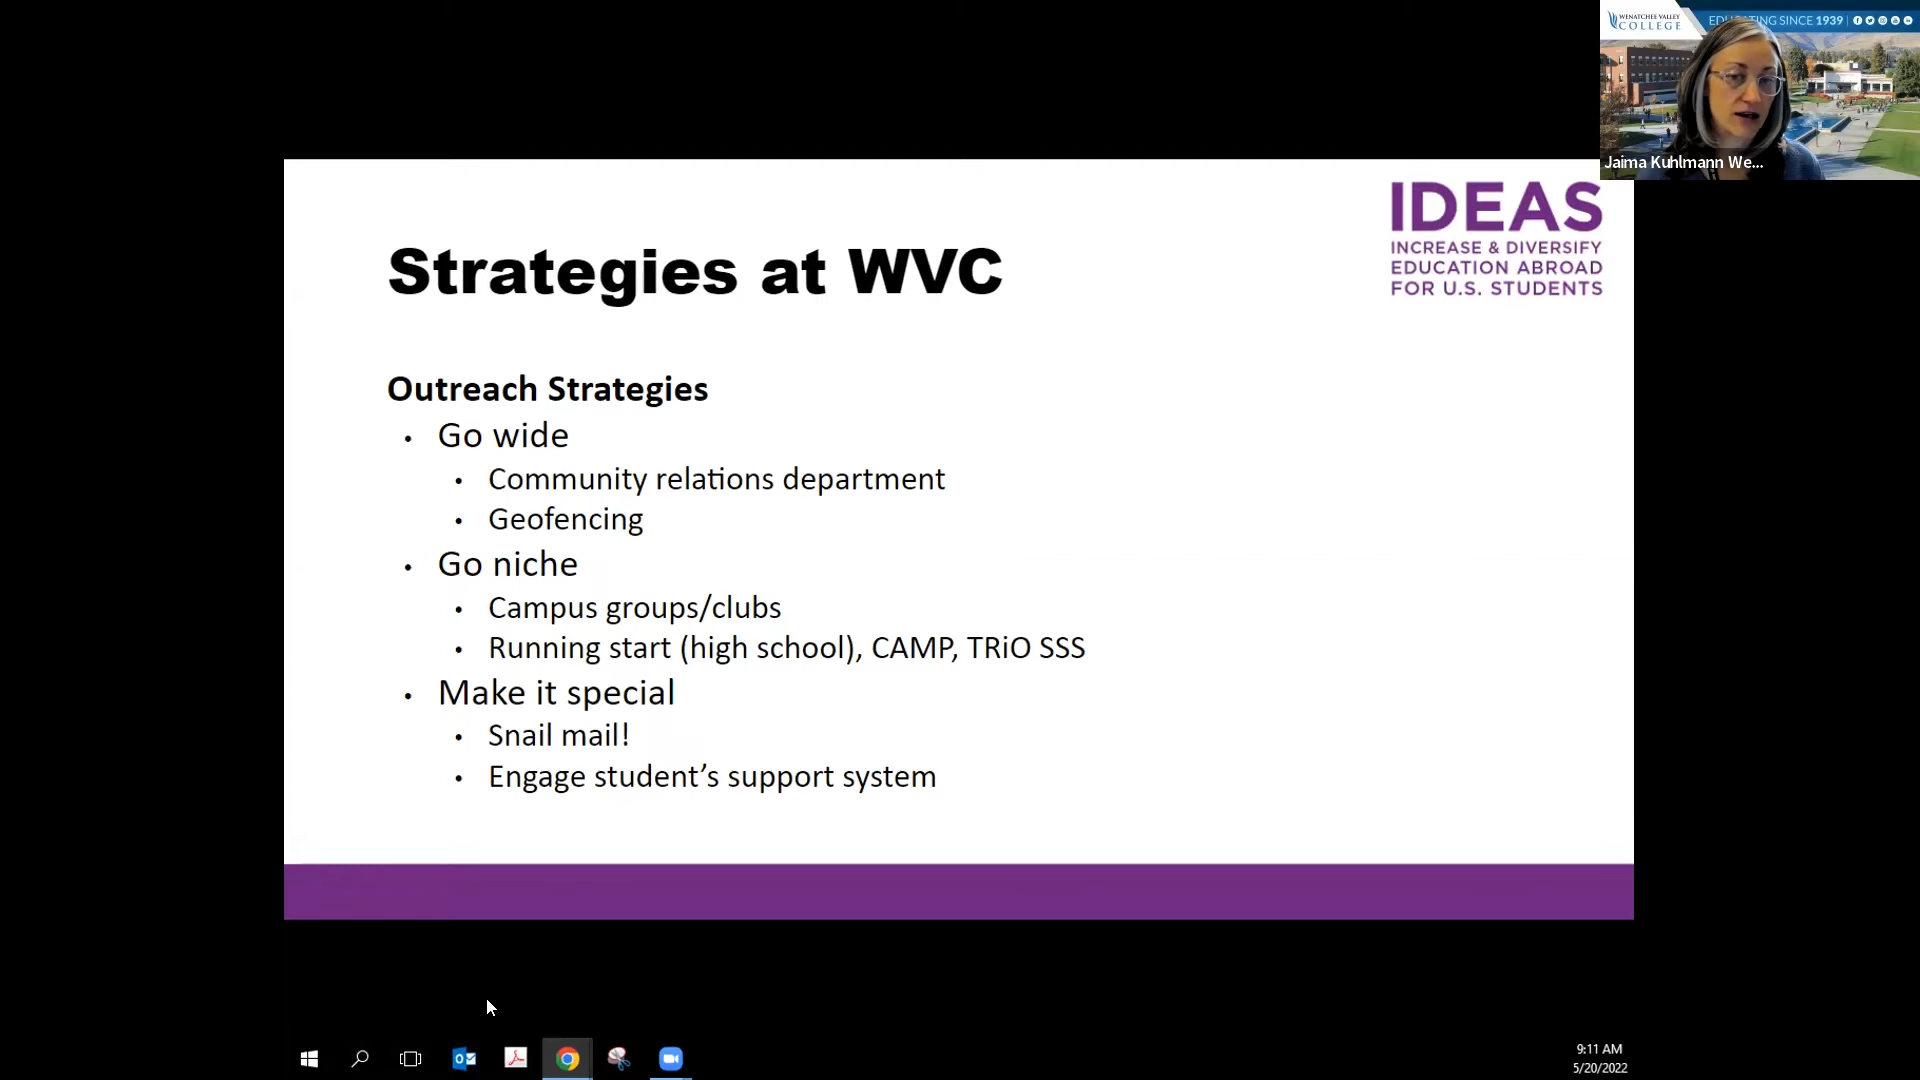 WENATCHEE VALLEY
COLLEGE
EDUCATING SINCE 1939
Jaima Kuhlmann We...
IDEAS
INCREASE & DIVERSIFY
EDUCATION ABROAD
FOR U.S. STUDENTS
Strategies at WVC
Outreach Strategies
• Go wide
• Community relations department
• Geofencing
• Go niche
• Campus groups/clubs
• Running start (high school), CAMP, TRiO SSS
• Make it special
• Snail mail!
• Engage student’s support system
9:11 AM
5/20/2022